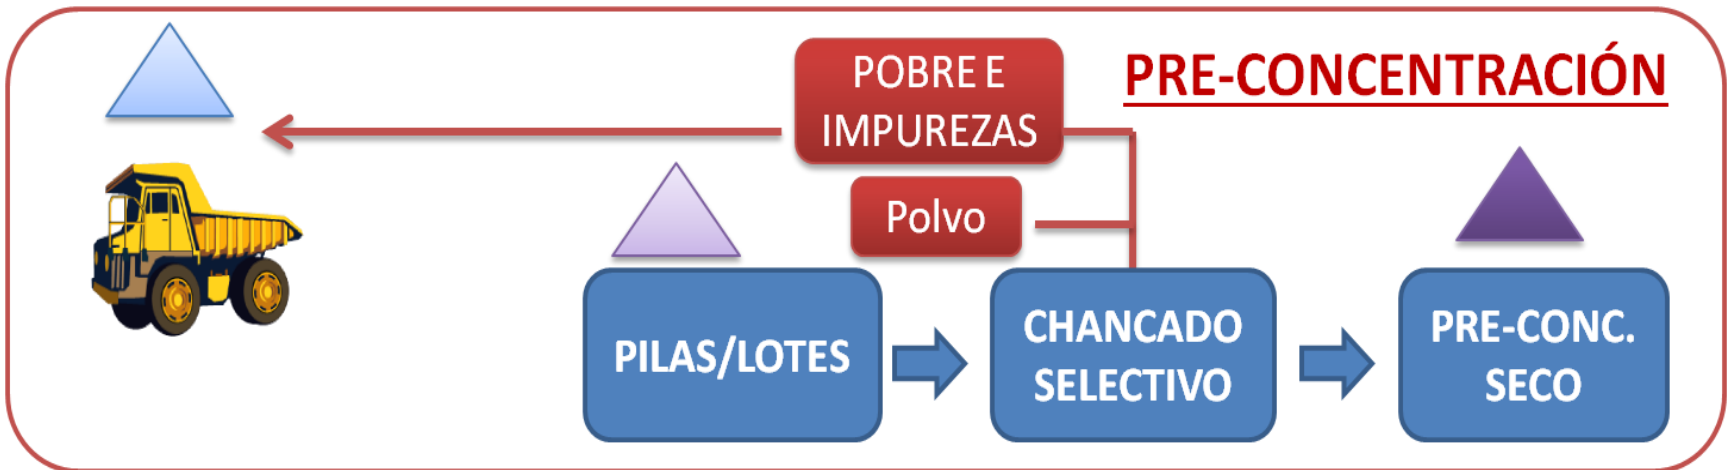 PRE-CONCENTRACIÓN
POBRE E
IMPUREZAS
Polvo
PILAS/LOTES
CHANCADO
SELECTIVO
PRE-CONC.
SECO